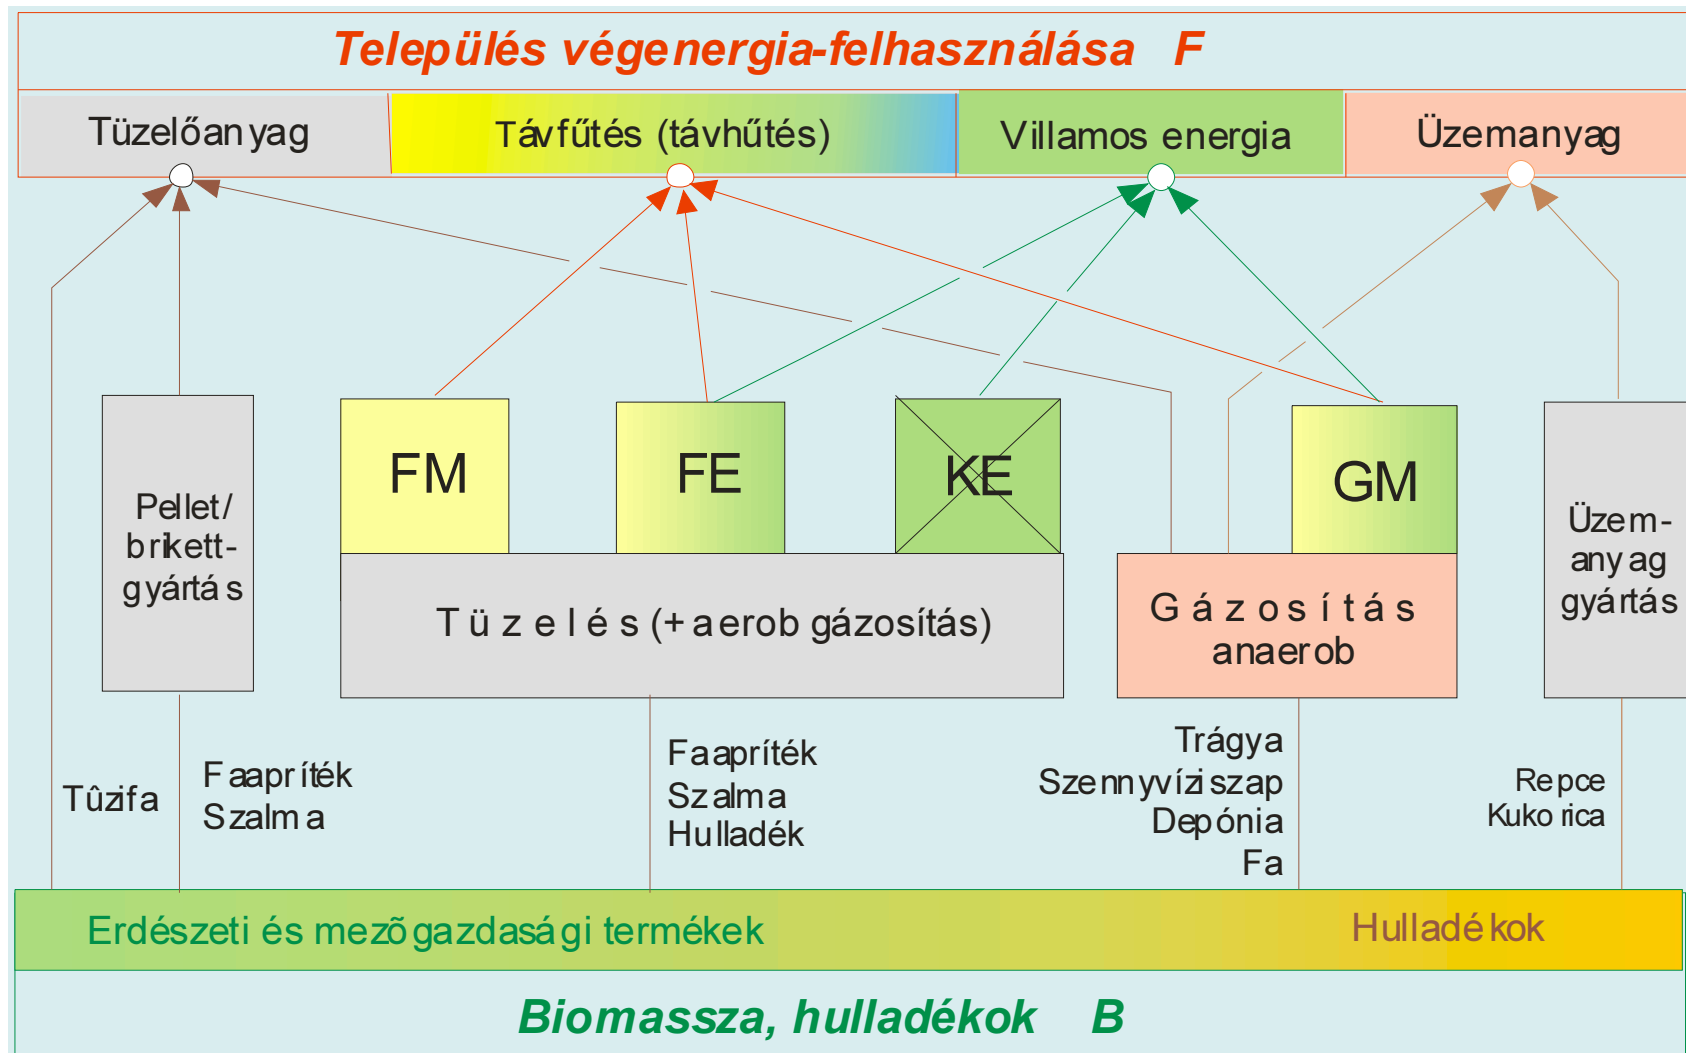 Település végenergia-felhasználása F
Tüzelőanyag
Távfűtés (távhűtés)
Villamos energia
Üzemanyag
Pellet/
brikett-
gyártás
FM
FE
KE
GM
Üzem-
anyag
gyártás
Tüzelés (+aerob gázosítás)
Gázosítás
anaerob
Tûzifa
Faapríték
Szalma
Faapríték
Szalma
Hulladék
Trágya
Szennyvíziszap
Depónia
Fa
Repce
Kukorica
Erdészeti és mezõgazdasági termékek
Hulladékok
Biomassza, hulladékok B